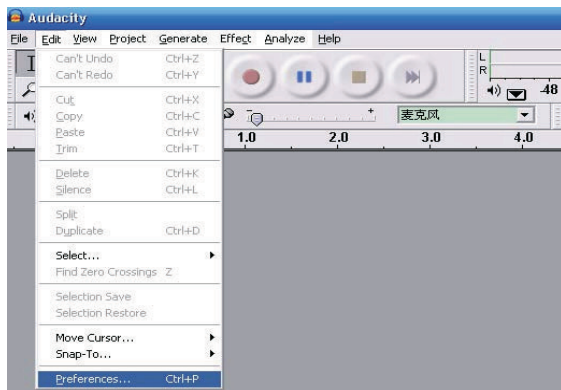 Audacity
File Edit View Project Generate Effect Analyze Help
Can't Undo Ctrl+Z
Can't Redo Ctrl+Y
Cut Ctrl+X
Copy Ctrl+C
Paste Ctrl+V
Trim Ctrl+T
Delete Ctrl+K
Silence Ctrl+L
Split
Duplicate Ctrl+D
Select...
Find Zero Crossings Z
Selection Save
Selection Restore
Move Cursor...
Snap-To...
Preferences... Ctrl+P
L
R
-48
- +
麦克风
1.0 2.0 3.0 4.0